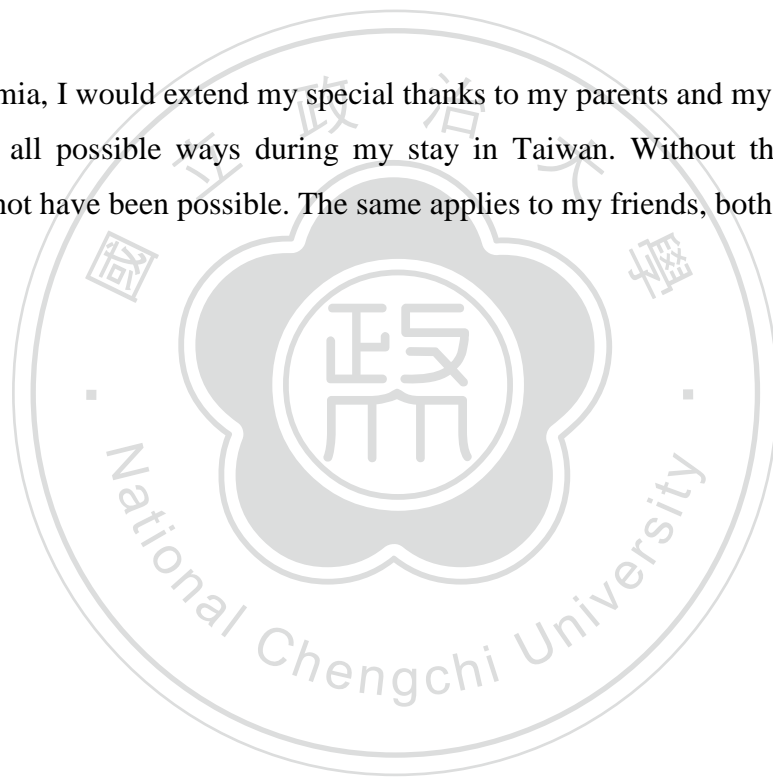 mia, I would extend my special thanks to my parents and my
all possible ways during my stay in Taiwan. Without th
not have been possible. The same applies to my friends, both
國立政治大學
政大
National Chengchi University